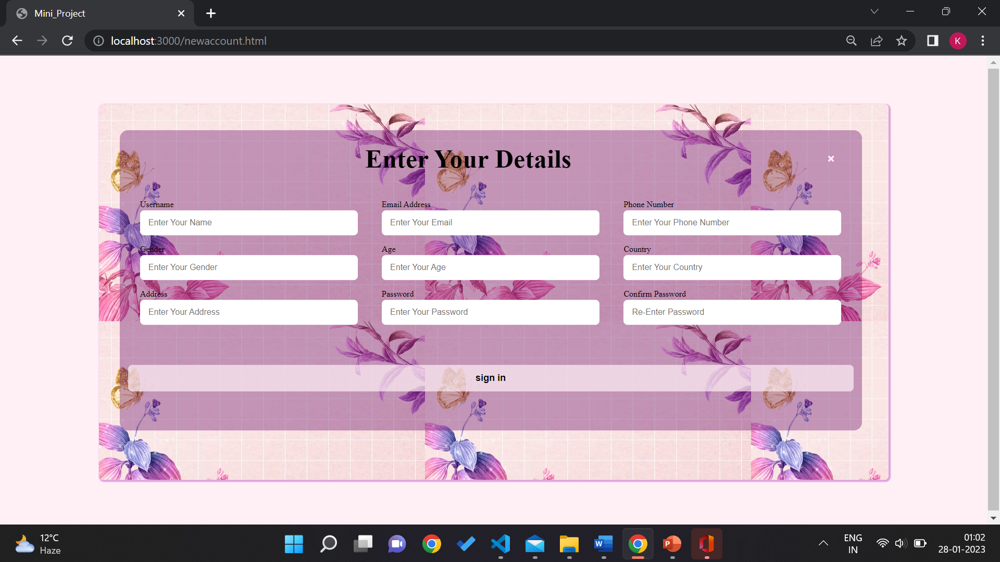 Mini_Project
localhost:3000/newaccount.html
K
Enter Your Details
×
Username
Email Address
Phone Number
Enter Your Name
Enter Your Email
Enter Your Phone Number
Gender
Age
Country
Enter Your Gender
Enter Your Age
Enter Your Country
Address
Password
Confirm Password
Enter Your Address
Enter Your Password
Re-Enter Password
sign in
12°C
Haze
W
P
ENG
IN
01:02
28-01-2023